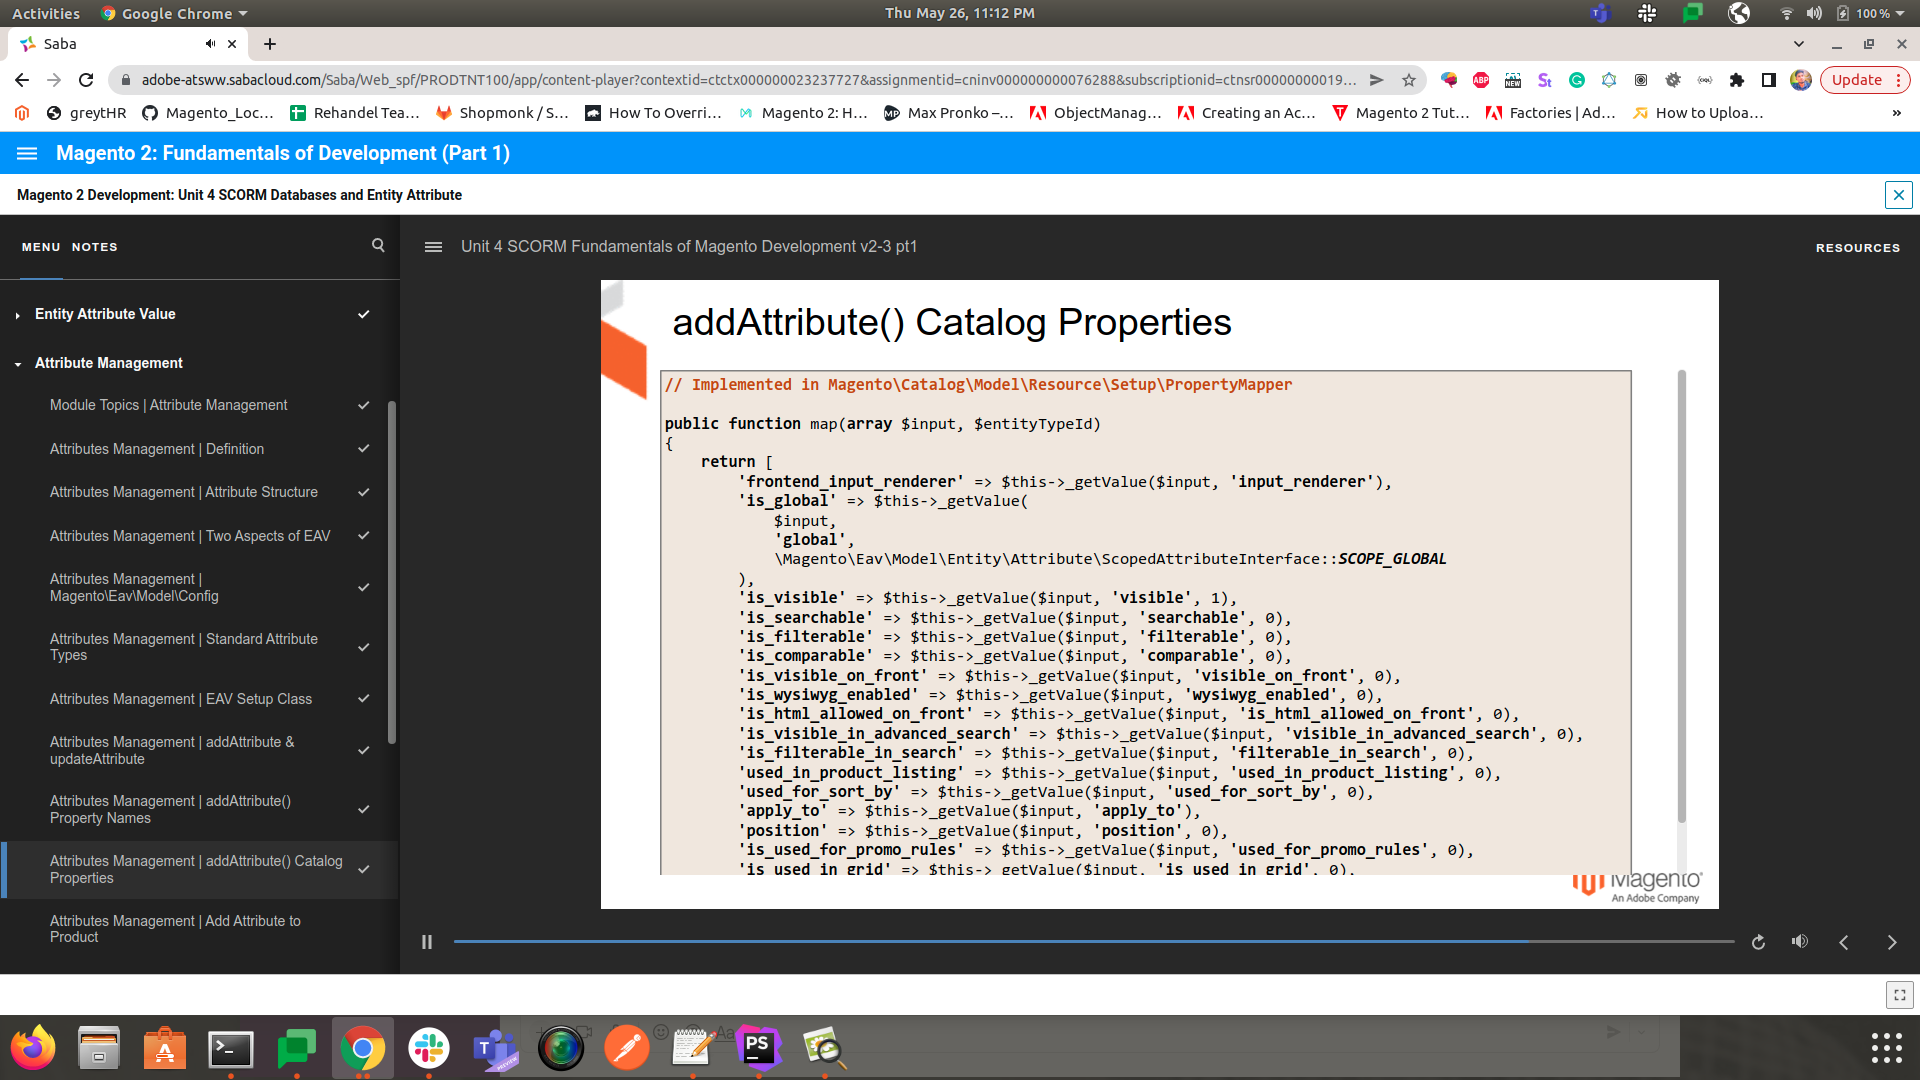 Activities Google Chrome Thu May 26, 11:12 PM 100 %
Saba
adobe-atsww.sabacloud.com/Saba/Web_spf/PRODTNT100/app/content-player?contextid=ctctx000000023237727&assignmentid=cninv000000000076288&subscriptionid=ctnsr00000000019... Update
greytHR Magento_Loc... Rehandel Tea... Shopmonk / S... How To Overri... Magento 2: H... Max Pronko –... ObjectManag... Creating an Ac... Magento 2 Tut... Factories | Ad... How to Uploa... »
Magento 2: Fundamentals of Development (Part 1)
Magento 2 Development: Unit 4 SCORM Databases and Entity Attribute
MENU NOTES
Unit 4 SCORM Fundamentals of Magento Development v2-3 pt1
RESOURCES
Entity Attribute Value
Attribute Management
Module Topics | Attribute Management
Attributes Management | Definition
Attributes Management | Attribute Structure
Attributes Management | Two Aspects of EAV
Attributes Management |
Magento\Eav\Model\Config
Attributes Management | Standard Attribute
Types
Attributes Management | EAV Setup Class
Attributes Management | addAttribute &
updateAttribute
Attributes Management | addAttribute()
Property Names
Attributes Management | addAttribute() Catalog
Properties
Attributes Management | Add Attribute to
Product
addAttribute() Catalog Properties
// Implemented in Magento\Catalog\Model\Resource\Setup\PropertyMapper
public function map(array $input, $entityTypeId)
{
return [
'frontend_input_renderer' => $this->_getValue($input, 'input_renderer'),
'is_global' => $this->_getValue(
$input,
'global',
\Magento\Eav\Model\Entity\Attribute\ScopedAttributeInterface::SCOPE_GLOBAL
),
'is_visible' => $this->_getValue($input, 'visible', 1),
'is_searchable' => $this->_getValue($input, 'searchable', 0),
'is_filterable' => $this->_getValue($input, 'filterable', 0),
'is_comparable' => $this->_getValue($input, 'comparable', 0),
'is_visible_on_front' => $this->_getValue($input, 'visible_on_front', 0),
'is_wysiwyg_enabled' => $this->_getValue($input, 'wysiwyg_enabled', 0),
'is_html_allowed_on_front' => $this->_getValue($input, 'is_html_allowed_on_front', 0),
'is_visible_in_advanced_search' => $this->_getValue($input, 'visible_in_advanced_search', 0),
'is_filterable_in_search' => $this->_getValue($input, 'filterable_in_search', 0),
'used_in_product_listing' => $this->_getValue($input, 'used_in_product_listing', 0),
'used_for_sort_by' => $this->_getValue($input, 'used_for_sort_by', 0),
'apply_to' => $this->_getValue($input, 'apply_to'),
'position' => $this->_getValue($input, 'position', 0),
'is_used_for_promo_rules' => $this->_getValue($input, 'used_for_promo_rules', 0),
'is_used_in_grid' => $this->_getValue($input, 'is_used_in_grid', 0),
Magento
An Adobe Company